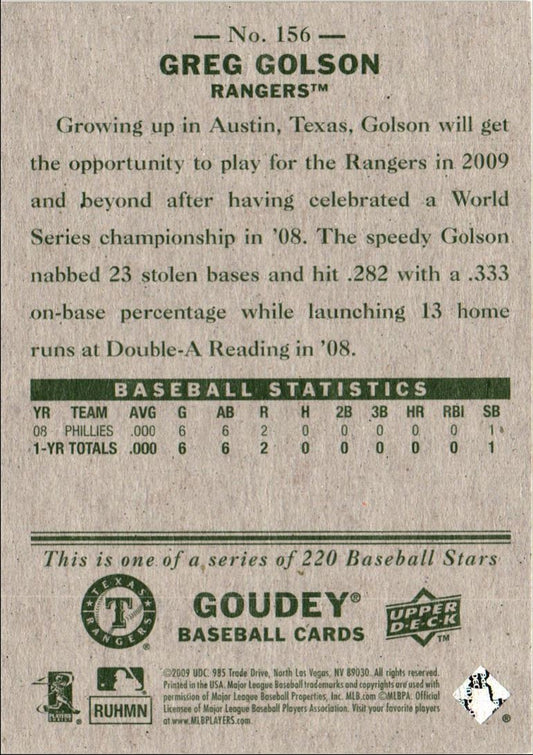 — No. 156 —
GREG GOLSON
RANGERS™
Growing up in Austin, Texas, Golson will get
the opportunity to play for the Rangers in 2009
and beyond after having celebrated a World
Series championship in '08. The speedy Golson
nabbed 23 stolen bases and hit .282 with a .333
on-base percentage while launching 13 home
runs at Double-A Reading in '08.
BASEBALL STATISTICS
YR TEAM AVG G AB R H 2B 3B HR RBI SB
08 PHILLIES .000 6 6 2 0 0 0 0 0 1
1-YR TOTALS .000 6 6 2 0 0 0 0 0 1
This is one of a series of 220 Baseball Stars
TEXAS T RANGERS
GOUDEY®
BASEBALL CARDS
UPPER
DECK™
RUHMN
©2009 UDC. 985 Trade Drive, North Las Vegas, NV 89030. All rights reserved.
Printed in the USA. Major League Baseball trademarks and copyrights are used with
permission of Major League Baseball Properties, Inc. MLB.com ©MLBPA. Official
Licensee of Major League Baseball Players Association. Visit your favorite players
at www.MLBPLAYERS.com.